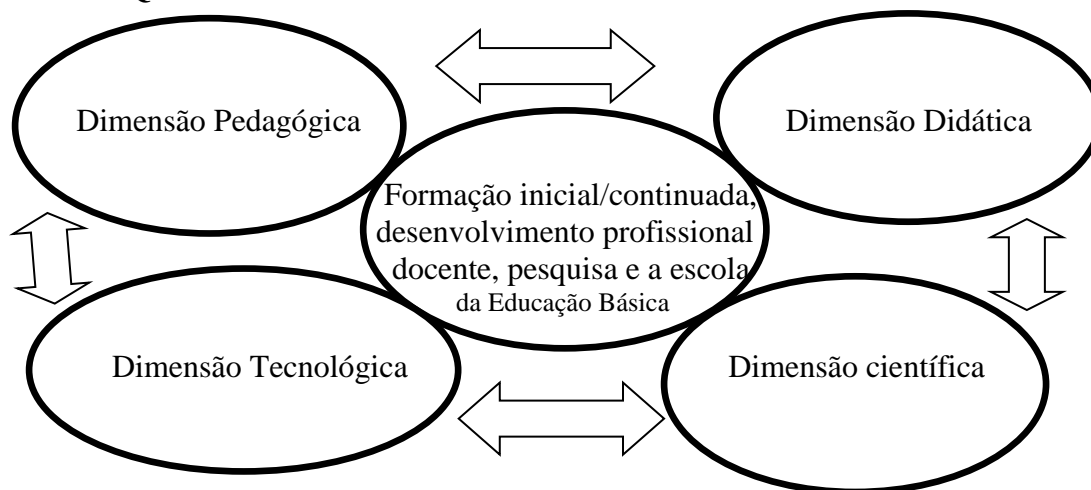 Dimensão Pedagógica
Dimensão Didática
Formação inicial/continuada,
desenvolvimento profissional
docente, pesquisa e a escola
da Educação Básica
Dimensão Tecnológica
Dimensão científica